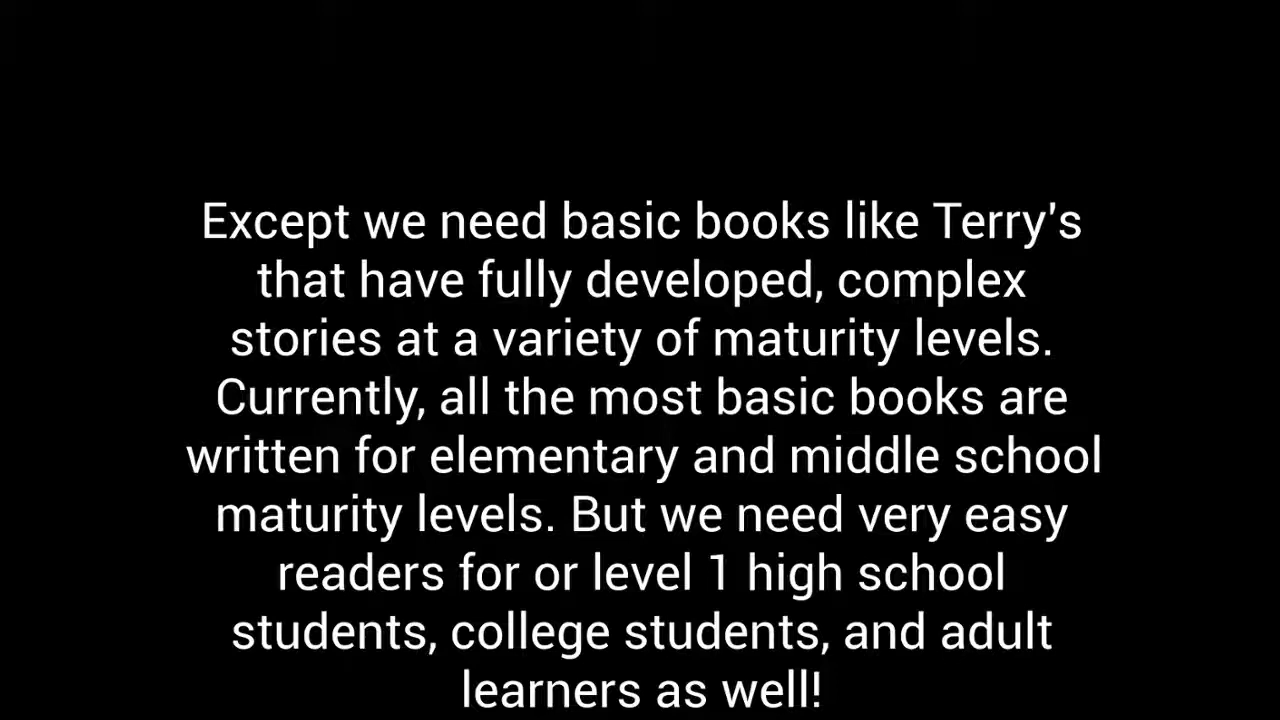 Except we need basic books like Terry's
that have fully developed, complex
stories at a variety of maturity levels.
Currently, all the most basic books are
written for elementary and middle school
maturity levels. But we need very easy
readers for or level 1 high school
students, college students, and adult
learners as well!